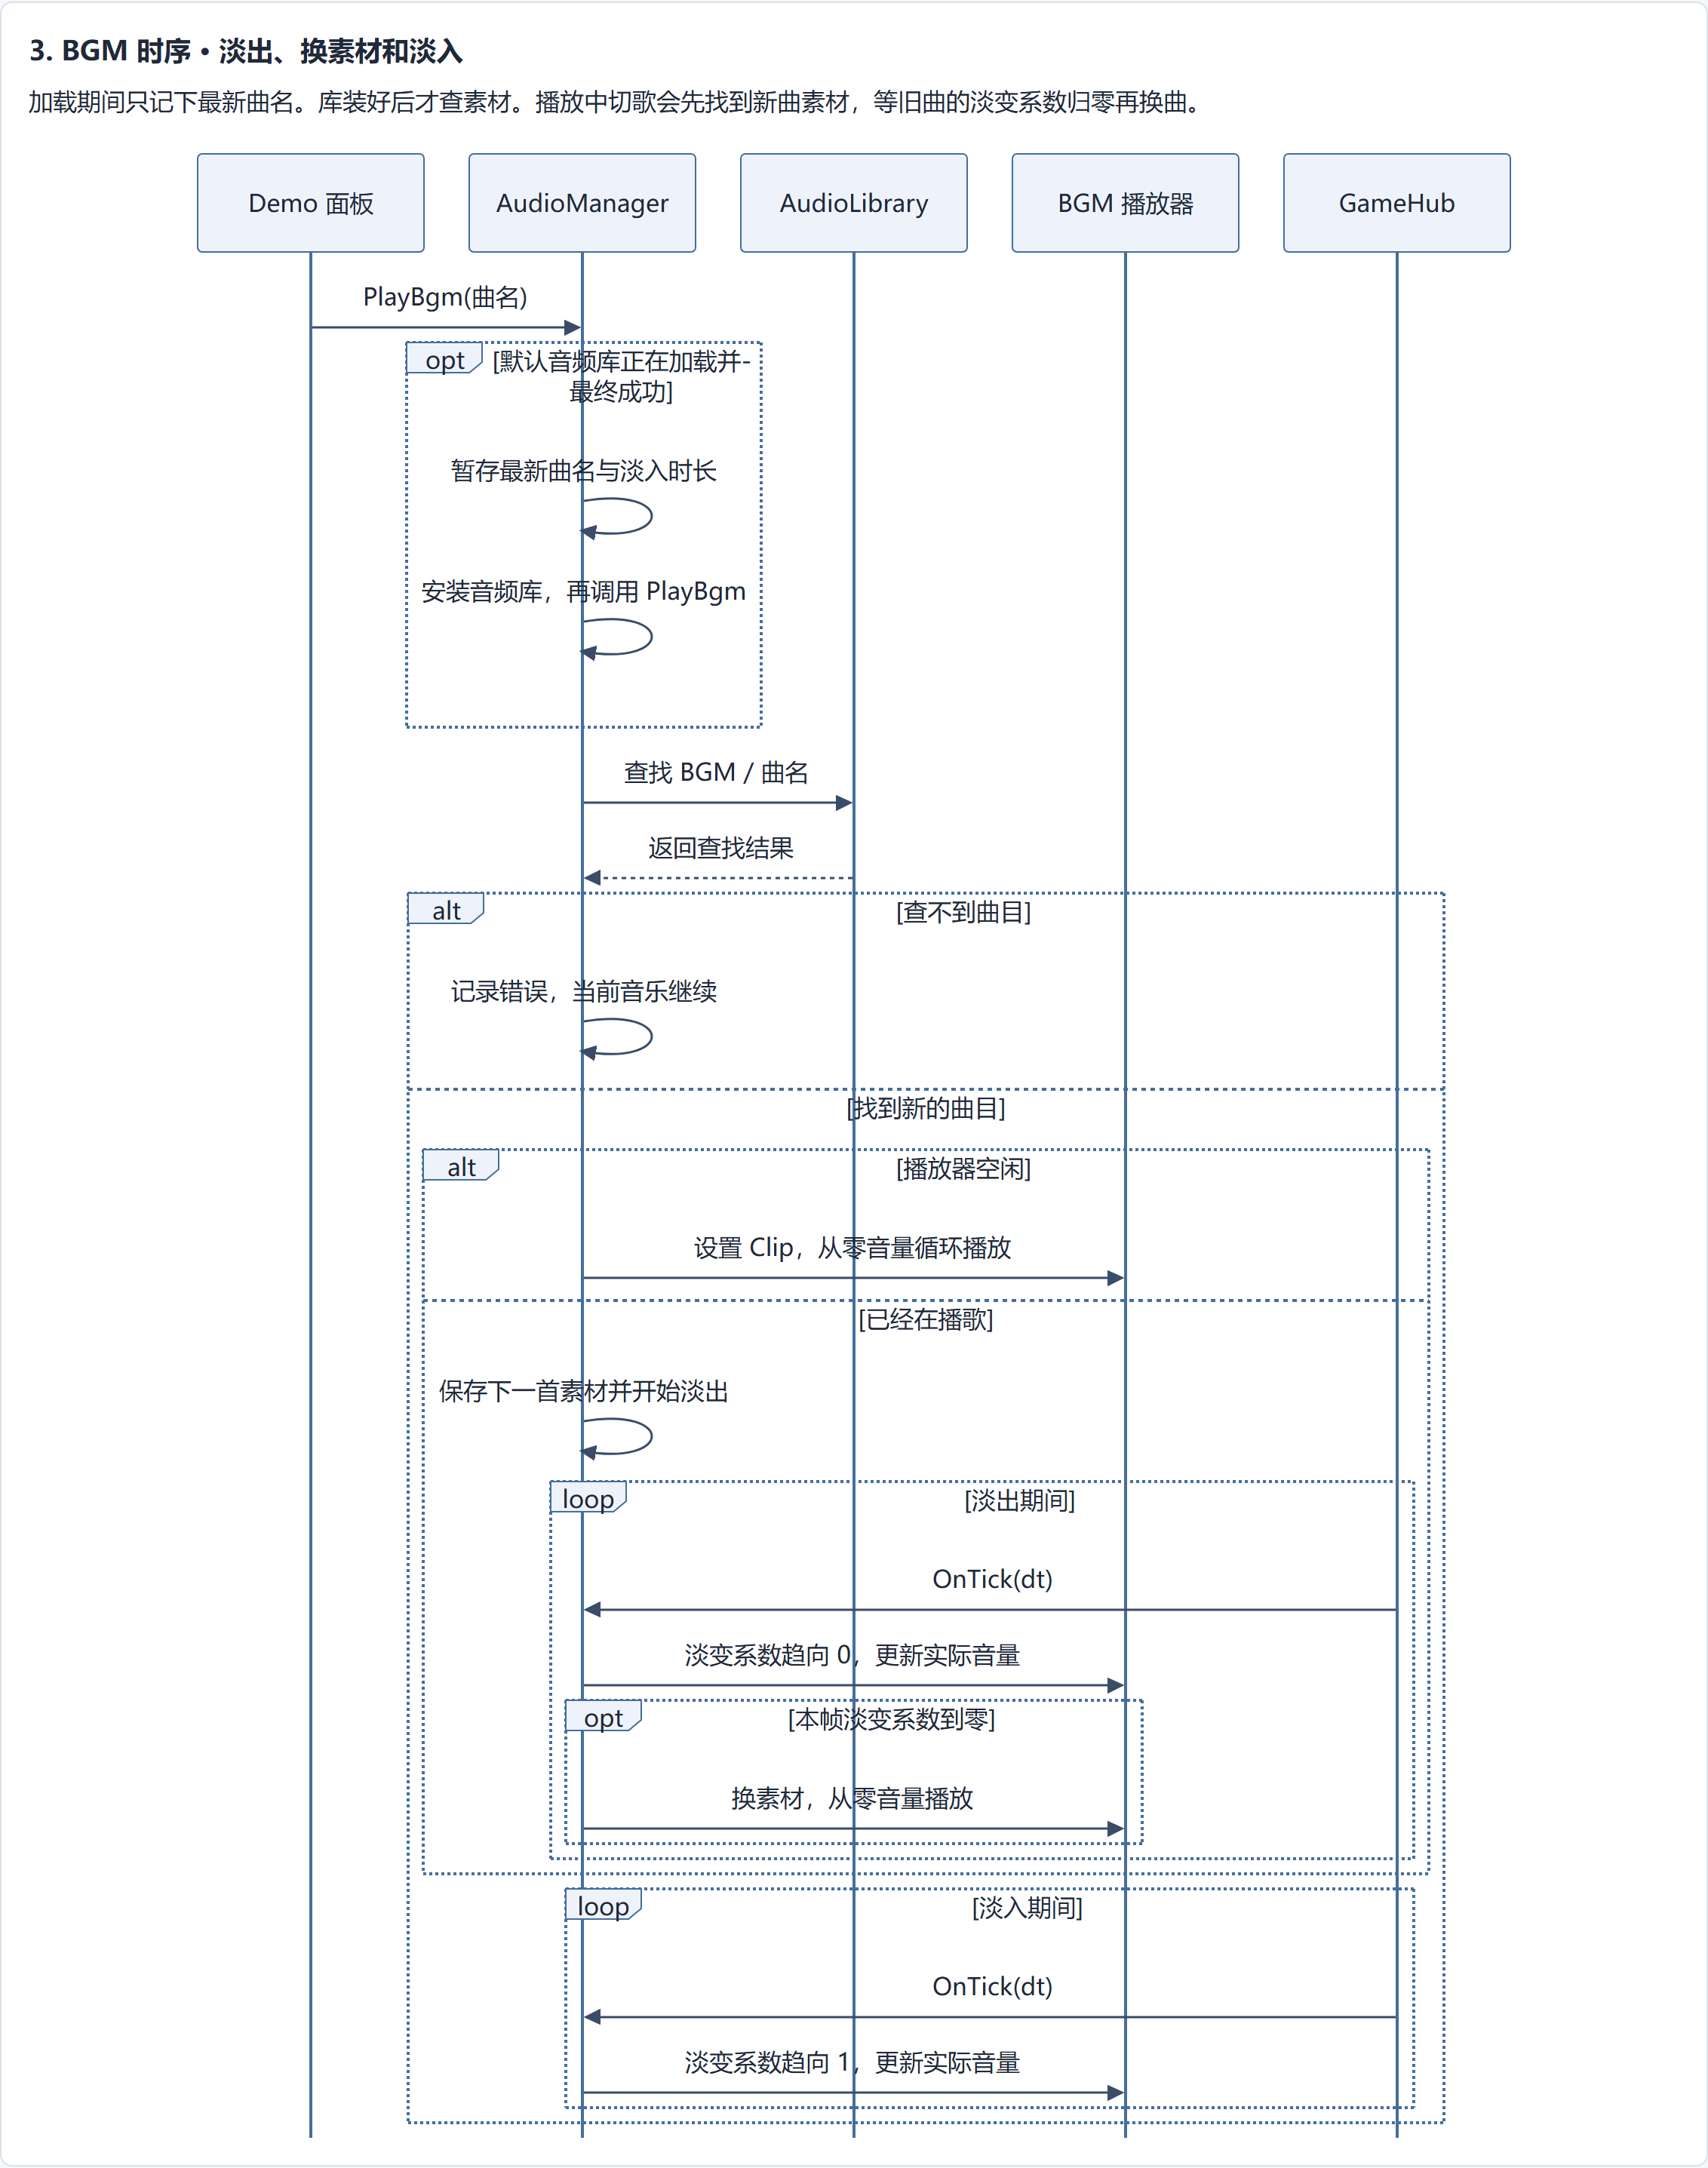 3. BGM 时序 • 淡出、换素材和淡入
加载期间只记下最新曲名。库装好后才查素材。播放中切歌会先找到新曲素材，等旧曲的淡变系数归零再换曲。
Demo 面板
AudioManager
AudioLibrary
BGM 播放器
GameHub
PlayBgm(曲名)
opt
[默认音频库正在加载并-
最终成功]
暂存最新曲名与淡入时长
安装音频库，再调用 PlayBgm
查找 BGM / 曲名
返回查找结果
alt
[查不到曲目]
记录错误，当前音乐继续
[找到新的曲目]
alt
[播放器空闲]
设置 Clip，从零音量循环播放
[已经在播歌]
保存下一首素材并开始淡出
loop
[淡出期间]
OnTick(dt)
淡变系数趋向 0，更新实际音量
opt
[本帧淡变系数到零]
换素材，从零音量播放
loop
[淡入期间]
OnTick(dt)
淡变系数趋向 1，更新实际音量